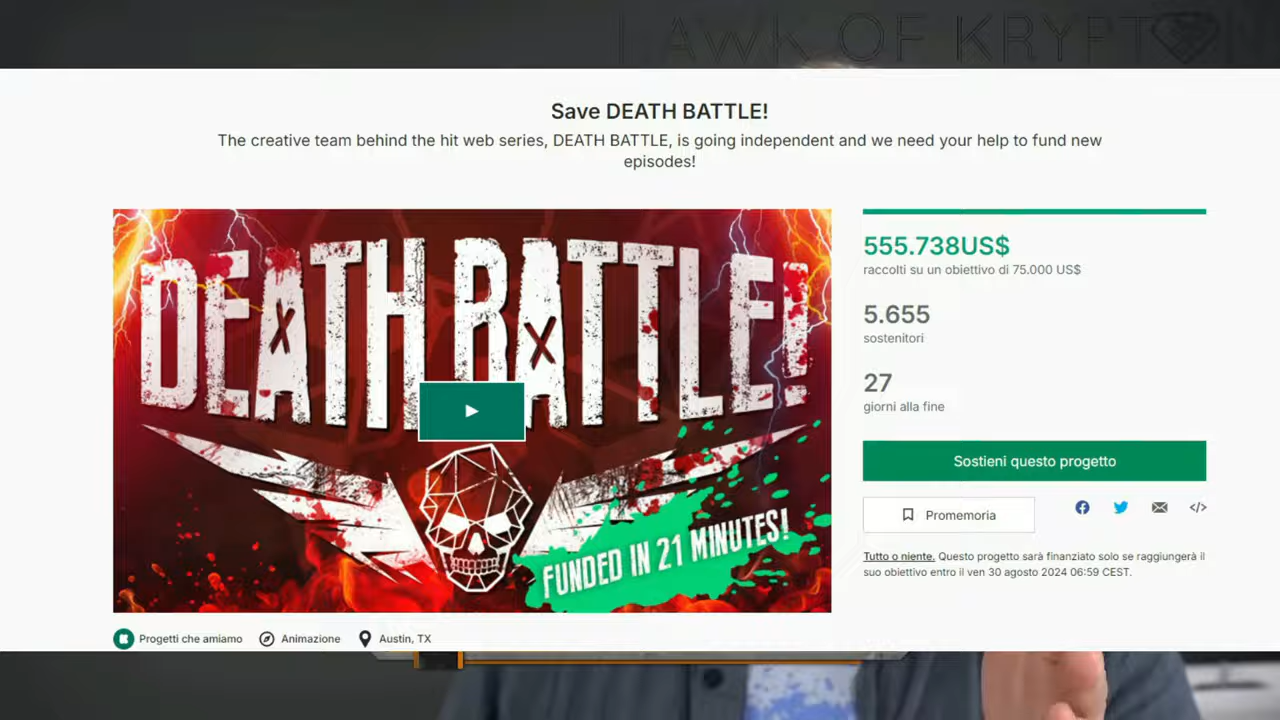 LAWK OF KRYPTON
Save DEATH BATTLE!
The creative team behind the hit web series, DEATH BATTLE, is going independent and we need your help to fund new
episodes!
DEATH BATTLE!
FUNDED IN 21 MINUTES!
555.738US$
raccolti su un obiettivo di 75.000 US$
5.655
sostenitori
27
giorni alla fine
Sostieni questo progetto
Promemoria
Tutto o niente. Questo progetto sarà finanziato solo se raggiungerà il
suo obiettivo entro il ven 30 agosto 2024 06:59 CEST.
Progetti che amiamo
Animazione
Austin, TX